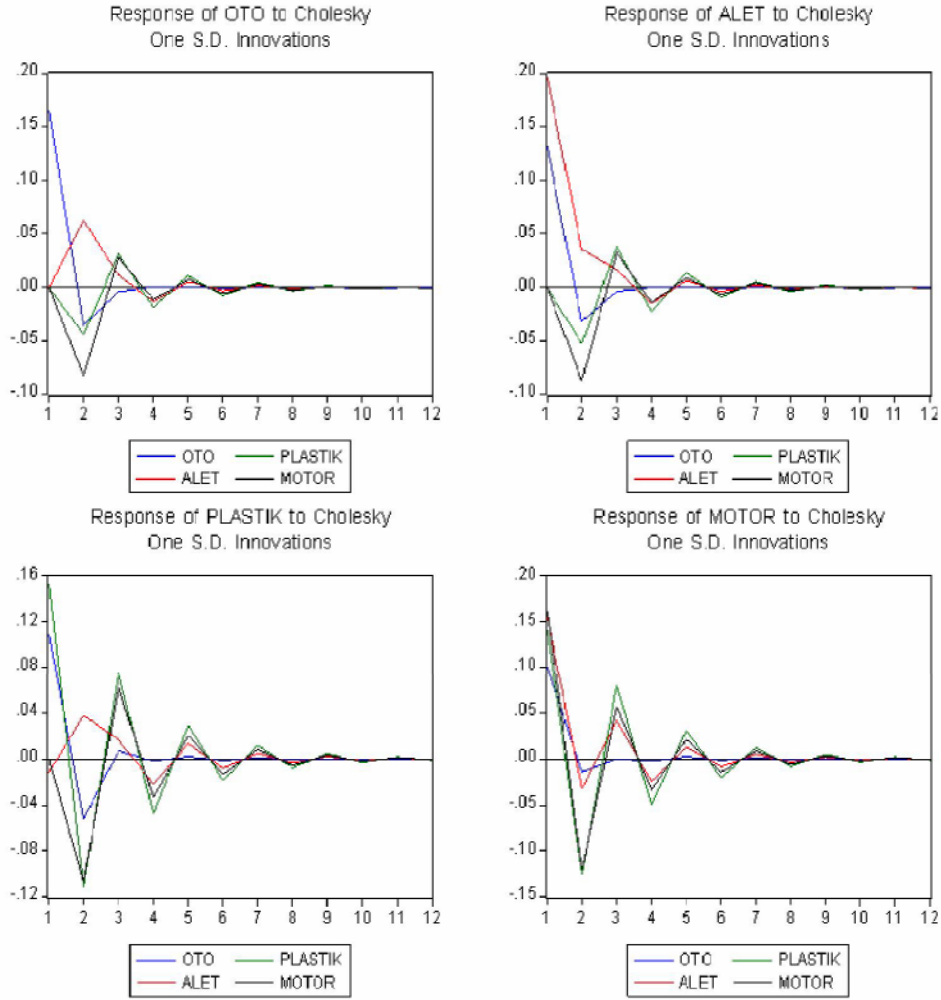 Response of OTO to Cholesky
One S.D. Innovations
.20
.15
.10
.05
.00
-.05
-.10
1 2 3 4 5 6 7 8 9 10 11 12
OTO PLASTIK
ALET MOTOR
Response of ALET to Cholesky
One S.D. Innovations
.20
.15
.10
.05
.00
-.05
-.10
1 2 3 4 5 6 7 8 9 10 11 12
OTO PLASTIK
ALET MOTOR
Response of PLASTIK to Cholesky
One S.D. Innovations
.16
.12
.08
.04
.00
-.04
-.08
-.12
1 2 3 4 5 6 7 8 9 10 11 12
OTO PLASTIK
ALET MOTOR
Response of MOTOR to Cholesky
One S.D. Innovations
.20
.15
.10
.05
.00
-.05
-.10
-.15
1 2 3 4 5 6 7 8 9 10 11 12
OTO PLASTIK
ALET MOTOR